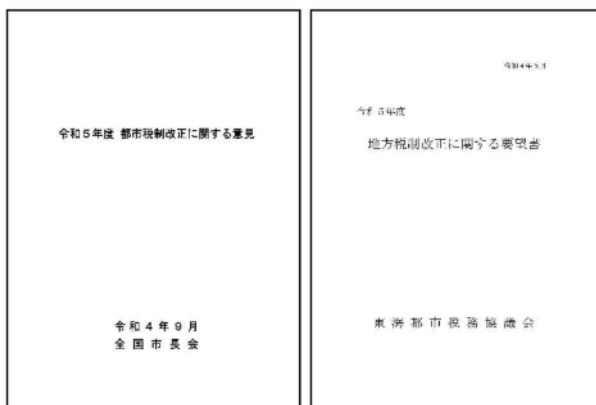 令和５年度 都市税制改正に関する意見
令和４年９月
全国市長会
令和５年度
地方税制改正に関する要望書
東海都市税務協議会